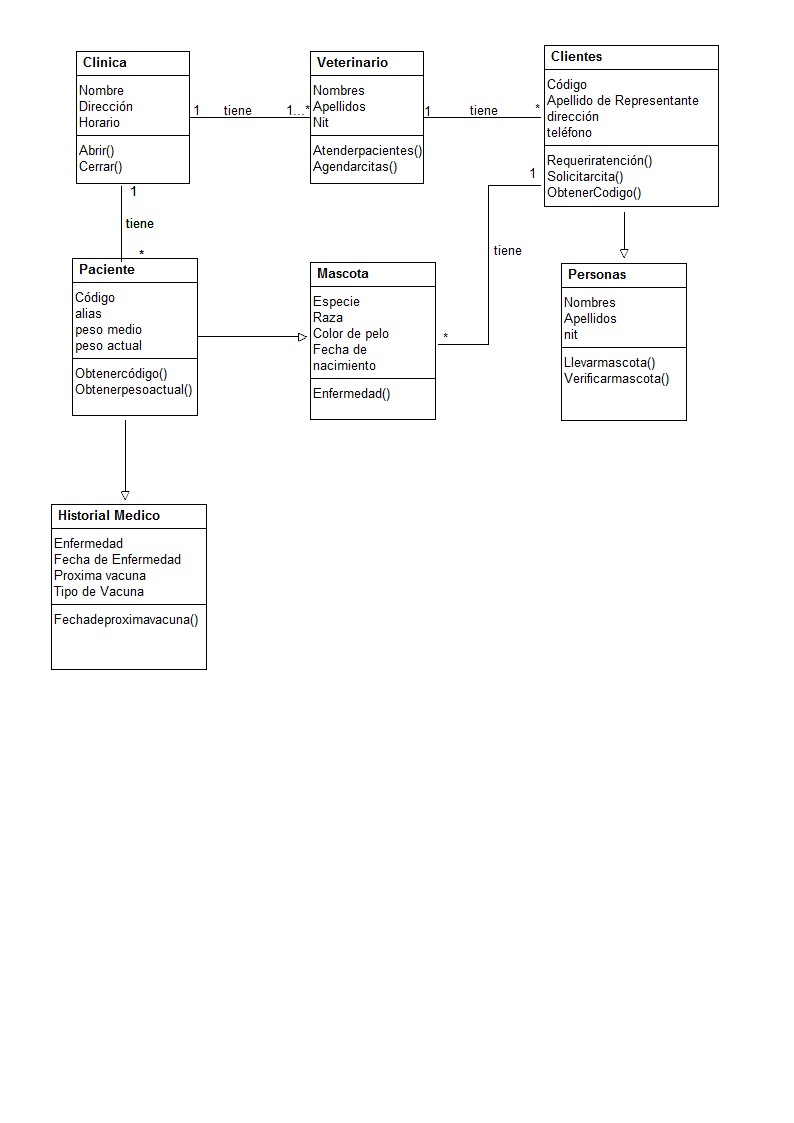 Clinica
Nombre
Dirección
Horario
Abrir()
Cerrar()
1
tiene
1...*
Veterinario
Nombres
Apellidos
Nit
Atenderpacientes()
Agendarcitas()
1
tiene
*
Clientes
Código
Apellido de Representante
dirección
teléfono
Requeriratención()
Solicitarcita()
ObtenerCodigo()
1
tiene
*
1
tiene
*
Paciente
Código
alias
peso medio
peso actual
Obtenercódigo()
Obtenerpesoactual()
Mascota
Especie
Raza
Color de pelo
Fecha de
nacimiento
Enfermedad()
Personas
Nombres
Apellidos
nit
Llevarmascota()
Verificarmascota()
Historial Medico
Enfermedad
Fecha de Enfermedad
Proxima vacuna
Tipo de Vacuna
Fechadeproximavacuna()